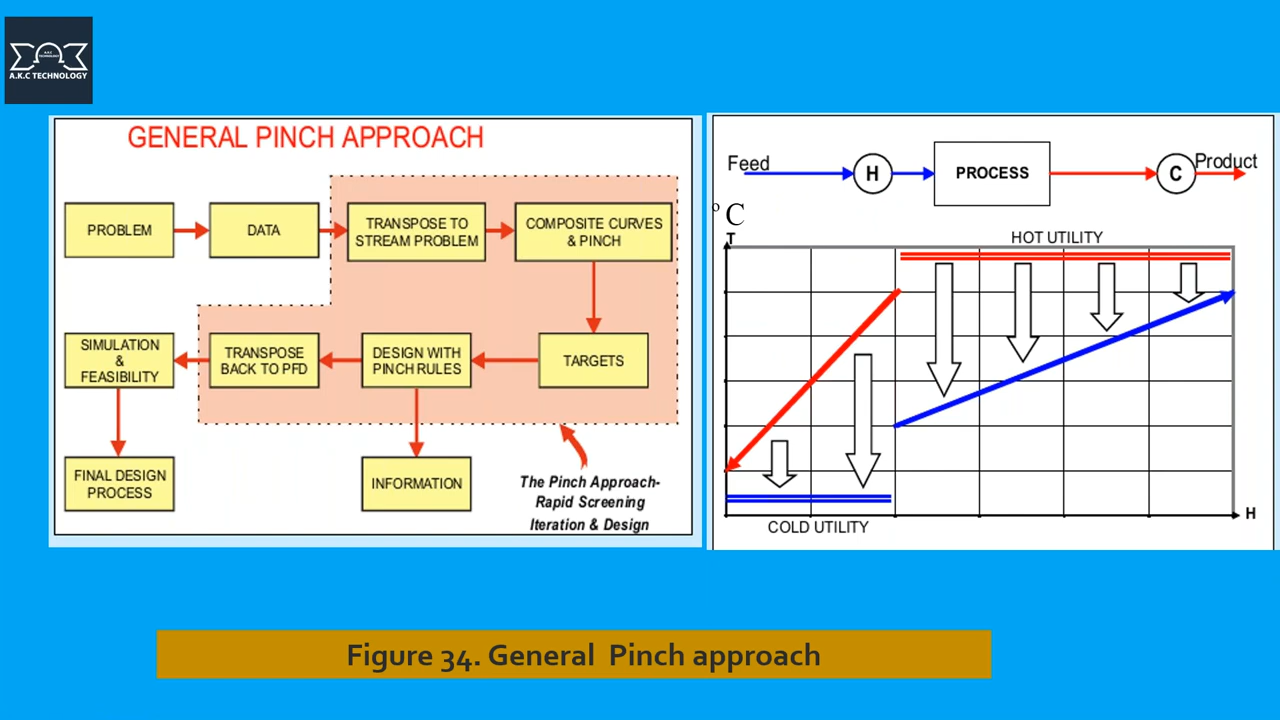 A.K.C
TECHNOLOGY
A.K.C TECHNOLOGY
GENERAL PINCH APPROACH
PROBLEM
DATA
TRANSPOSE TO
STREAM PROBLEM
COMPOSITE CURVES
& PINCH
SIMULATION
&
FEASIBILITY
TRANSPOSE
BACK TO PFD
DESIGN WITH
PINCH RULES
TARGETS
FINAL DESIGN
PROCESS
INFORMATION
The Pinch Approach-
Rapid Screening
Iteration & Design
Feed
H
PROCESS
C
Product
º C
T
HOT UTILITY
H
COLD UTILITY
Figure 34. General  Pinch approach